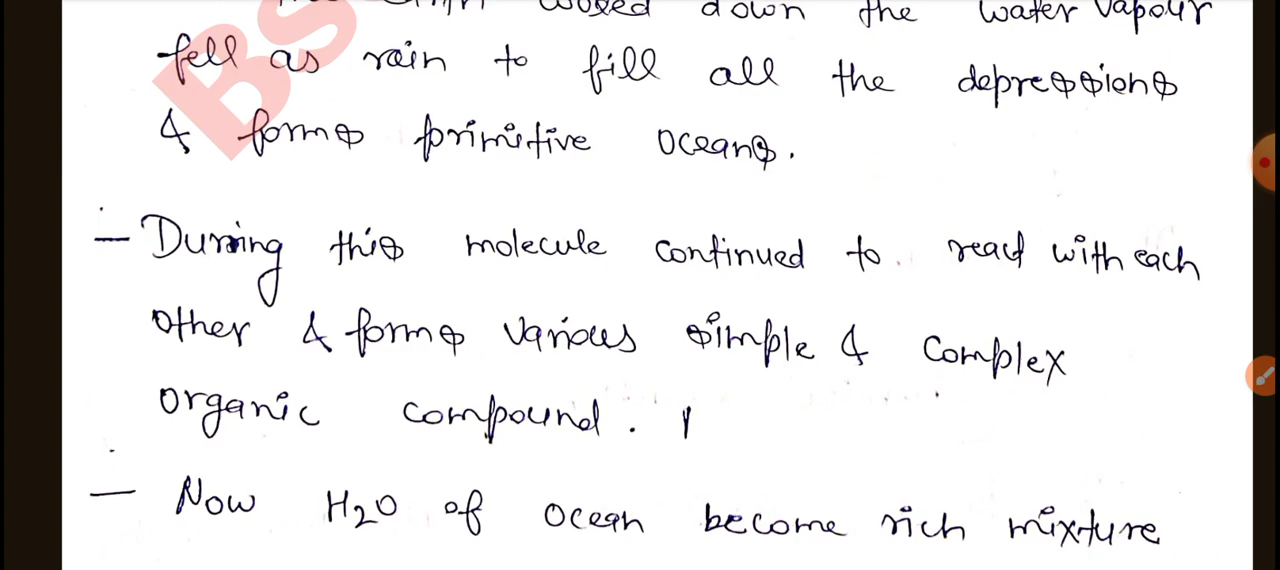 cooled down the water vapour
Bs
fell as rain to fill all the depressions
& forms primitive oceans.
– During this molecule continued to react with each
other & forms various simple & complex
organic compound.
– Now H2O of ocean become rich mixture